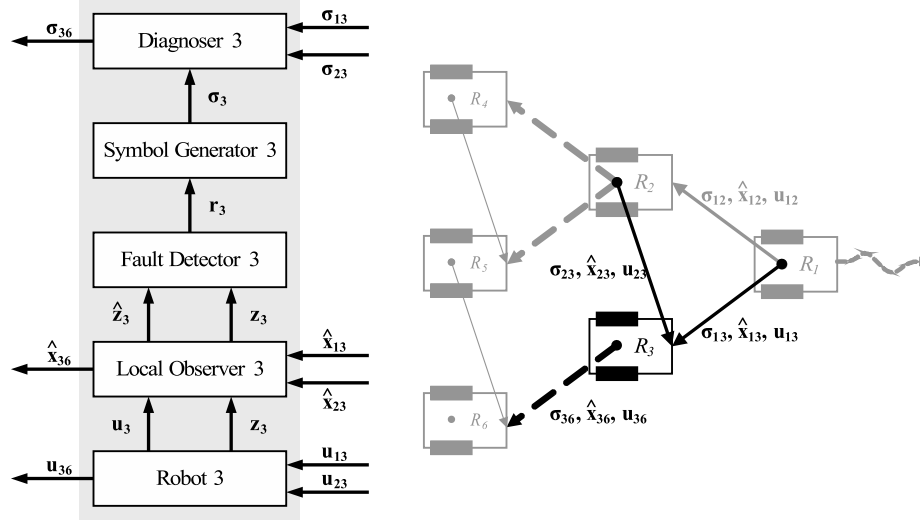 σ₃₆
Diagnoser 3
σ₁₃
σ₂₃
σ₃
Symbol Generator 3
r₃
Fault Detector 3
ẑ₃
z₃
x̂₃₆
Local Observer 3
x̂₁₃
x̂₂₃
u₃
z₃
u₃₆
Robot 3
u₁₃
u₂₃
R₄
R₂
σ₁₂, x̂₁₂, u₁₂
R₅
σ₂₃, x̂₂₃, u₂₃
R₁
R₃
σ₁₃, x̂₁₃, u₁₃
R₆
σ₃₆, x̂₃₆, u₃₆